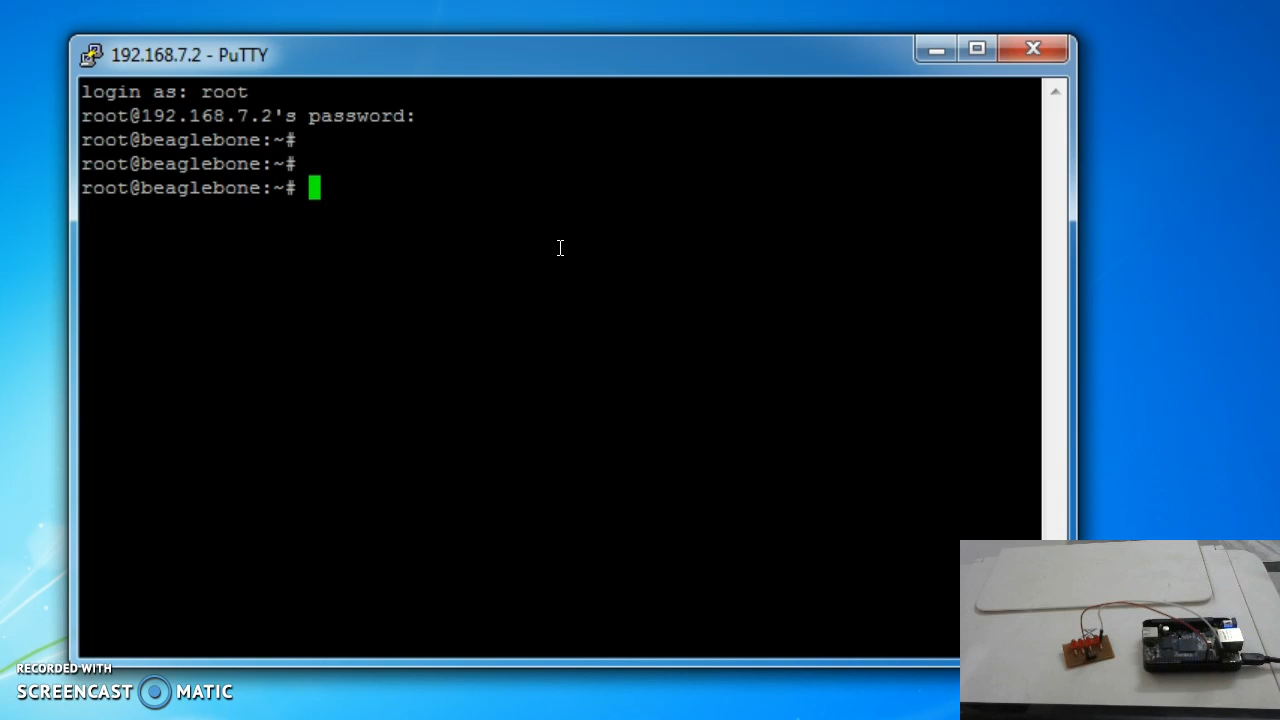 192.168.7.2 - PuTTY
login as: root
root@192.168.7.2's password:
root@beaglebone:~#
root@beaglebone:~#
root@beaglebone:~#
RECORDED WITH
SCREENCAST MATIC